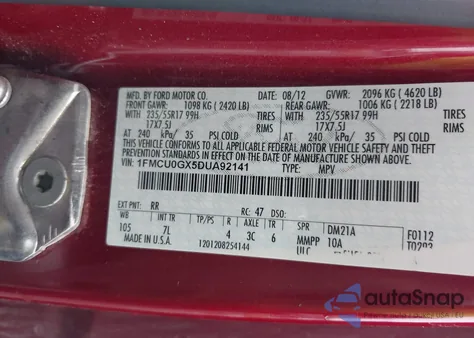 MFD. BY FORD MOTOR CO.
DATE: 08/12 GVWR: 2096 KG ( 4620 LB)
FRONT GAWR: 1098 KG ( 2420 LB) REAR GAWR: 1006 KG ( 2218 LB)
WITH 235/55R17 99H TIRES WITH 235/55R17 99H TIRES
17X7.5J RIMS 17X7.5J RIMS
AT 240 kPa/ 35 PSI COLD AT 240 kPa/ 35 PSI COLD
THIS VEHICLE CONFORMS TO ALL APPLICABLE FEDERAL MOTOR VEHICLE
SAFETY AND THEFT PREVENTION STANDARDS IN EFFECT ON THE DATE OF
MANUFACTURE SHOWN ABOVE.
VIN: 1FMCU0GX5DUA92141 TYPE: MPV
EXT PNT: RR RC: 47 DSO:
WB INT TR TP/PS R AXLE TR SPR DM21A F0112
105 7L 4 3C 6 MMPP 10A
MADE IN U.S.A. 1201208254144
autoSnap